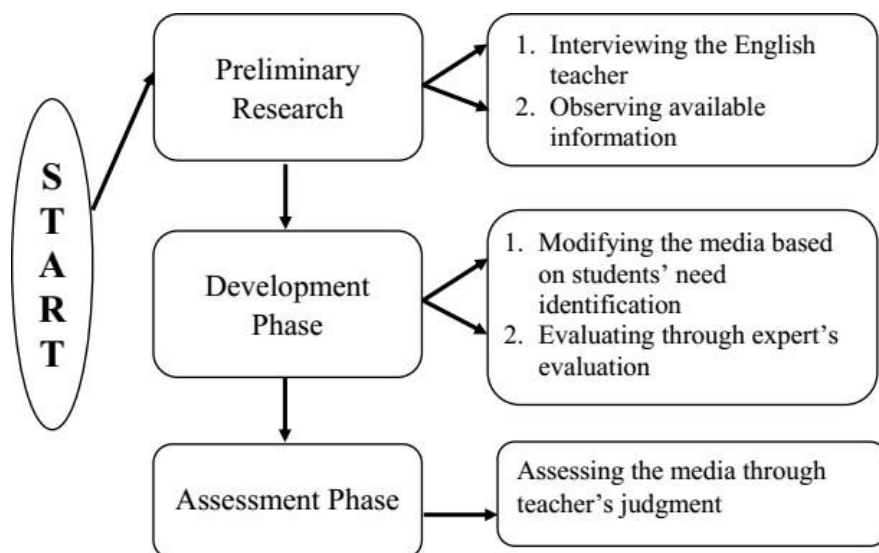 START
Preliminary
Research
1. Interviewing the English
teacher
2. Observing available
information
Development
Phase
1. Modifying the media based
on students’ need
identification
2. Evaluating through expert’s
evaluation
Assessment Phase
Assessing the media through
teacher’s judgment